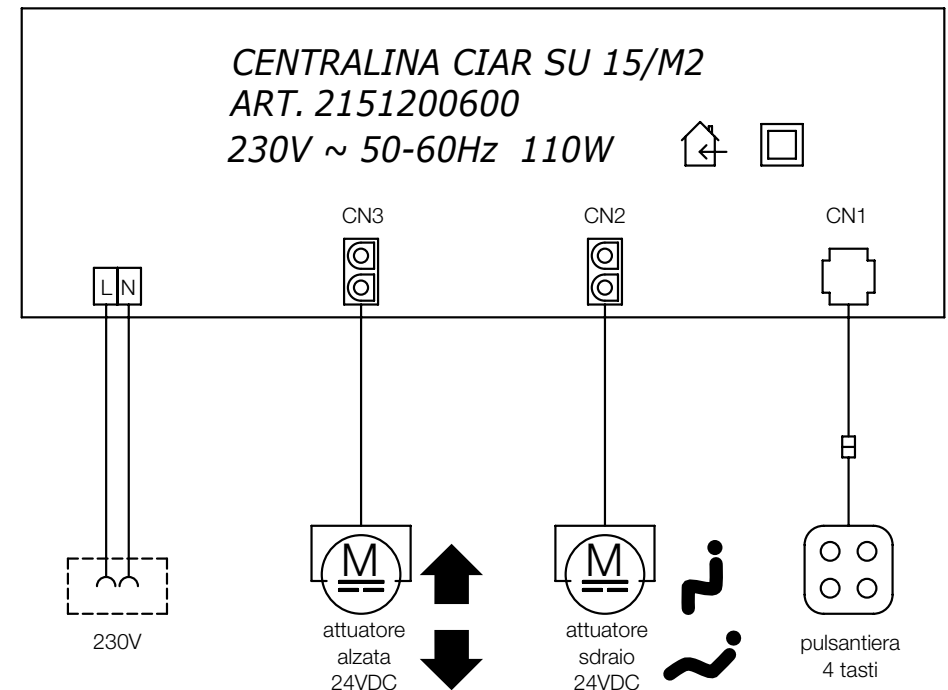 CENTRALINA CIAR SU 15/M2
ART. 2151200600
230V ~ 50-60Hz 110W
CN3
CN2
CN1
L N
M
M
230V
attuatore
alzata
24VDC
attuatore
sdraio
24VDC
pulsantiera
4 tasti